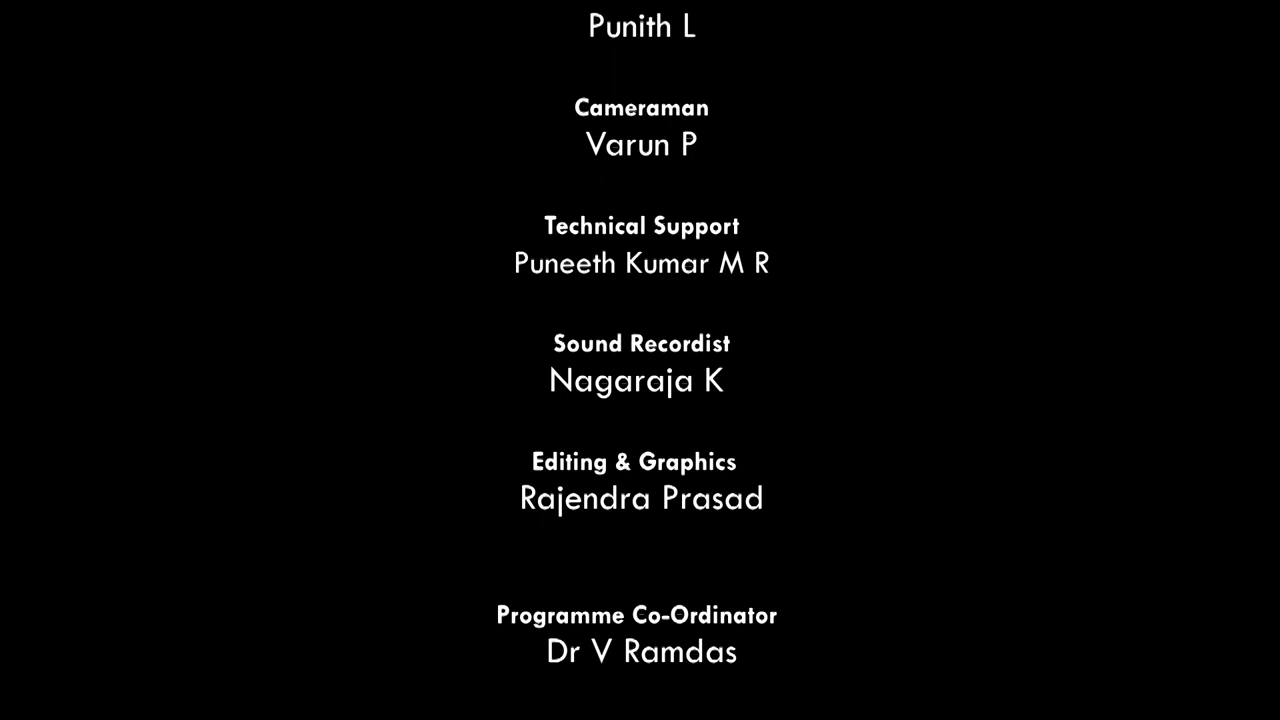 Punith L
Cameraman
Varun P
Technical Support
Puneeth Kumar M R
Sound Recordist
Nagaraja K
Editing & Graphics
Rajendra Prasad
Programme Co-Ordinator
Dr V Ramdas